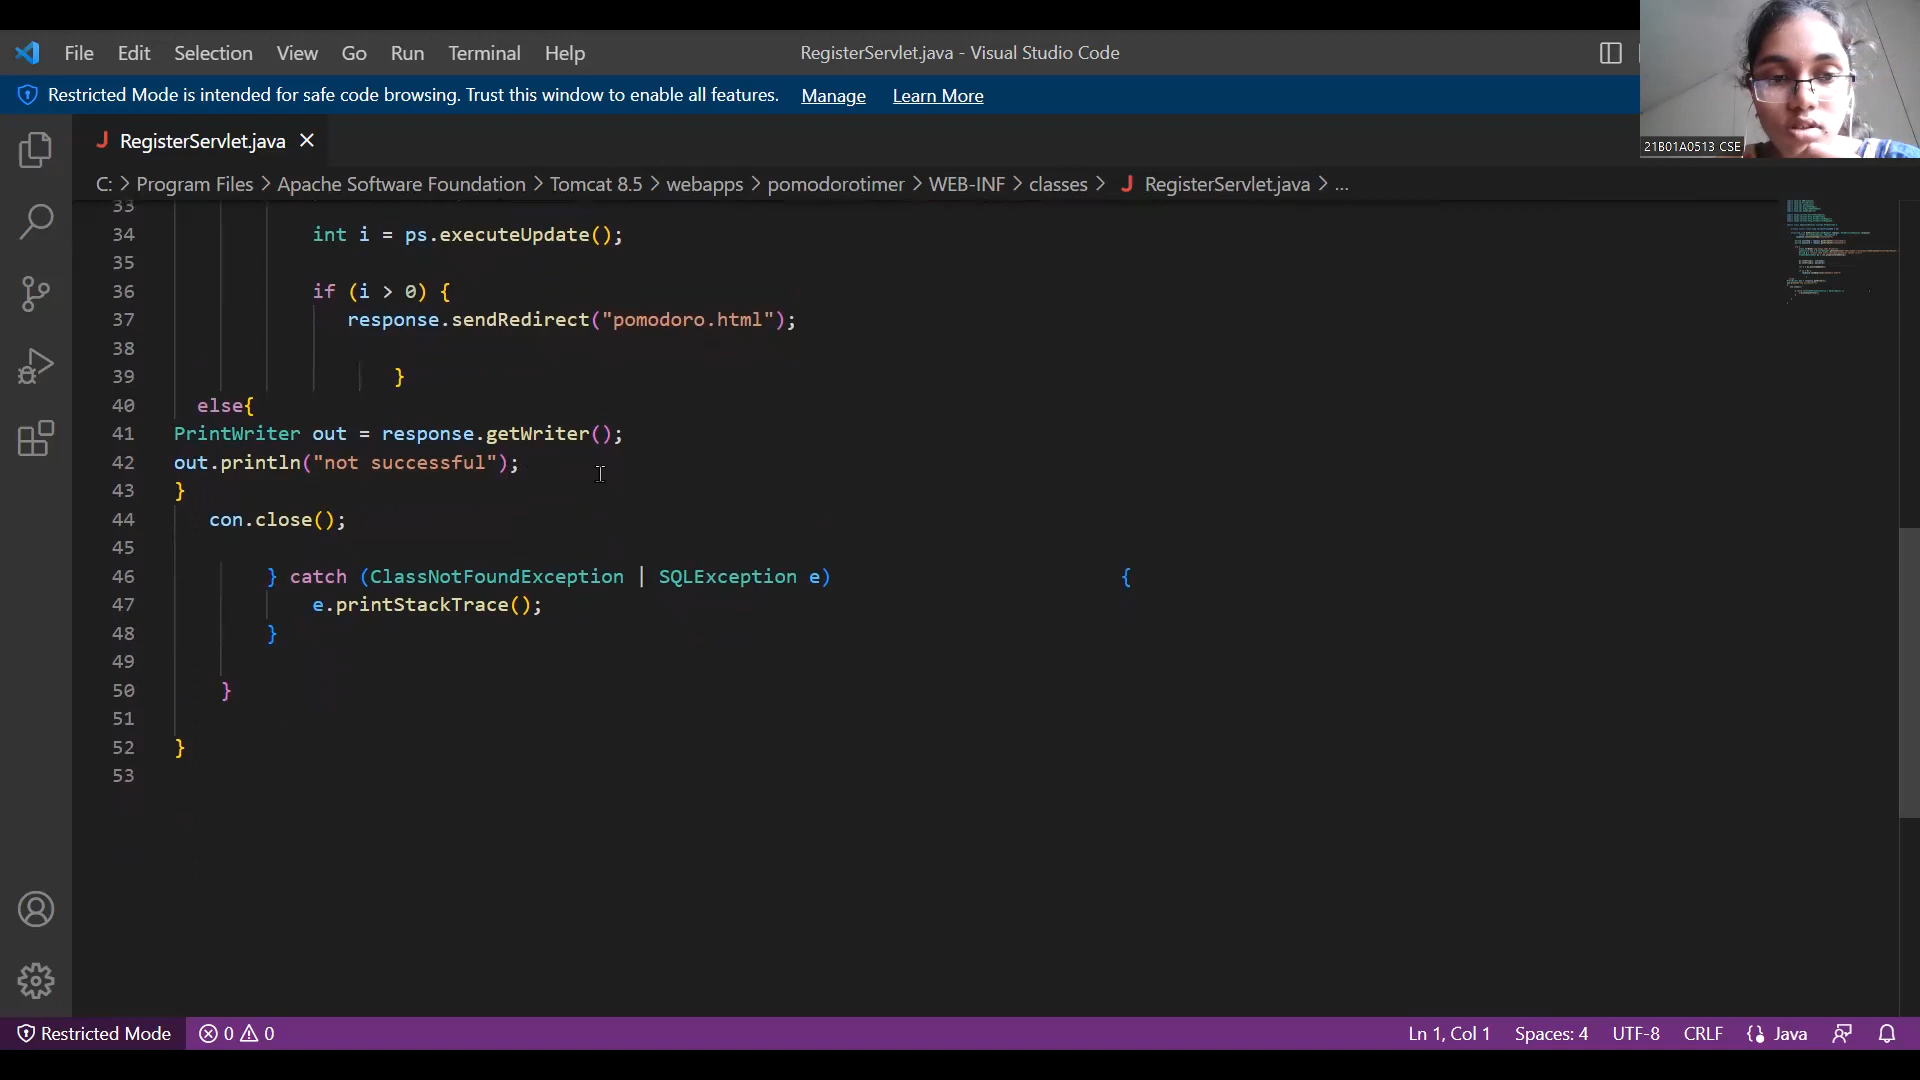 File Edit Selection View Go Run Terminal Help RegisterServlet.java - Visual Studio Code
Restricted Mode is intended for safe code browsing. Trust this window to enable all features. Manage Learn More
RegisterServlet.java
21B01A0513 CSE
C: > Program Files > Apache Software Foundation > Tomcat 8.5 > webapps > pomodorotimer > WEB-INF > classes > RegisterServlet.java > ...
33
34 int i = ps.executeUpdate();
35
36 if (i > 0) {
37 response.sendRedirect("pomodoro.html");
38
39 }
40 else{
41 PrintWriter out = response.getWriter();
42 out.println("not successful");
43 }
44 con.close();
45
46 } catch (ClassNotFoundException | SQLException e) {
47 e.printStackTrace();
48 }
49
50 }
51
52 }
53
Restricted Mode 0 0 Ln 1, Col 1 Spaces: 4 UTF-8 CRLF Java